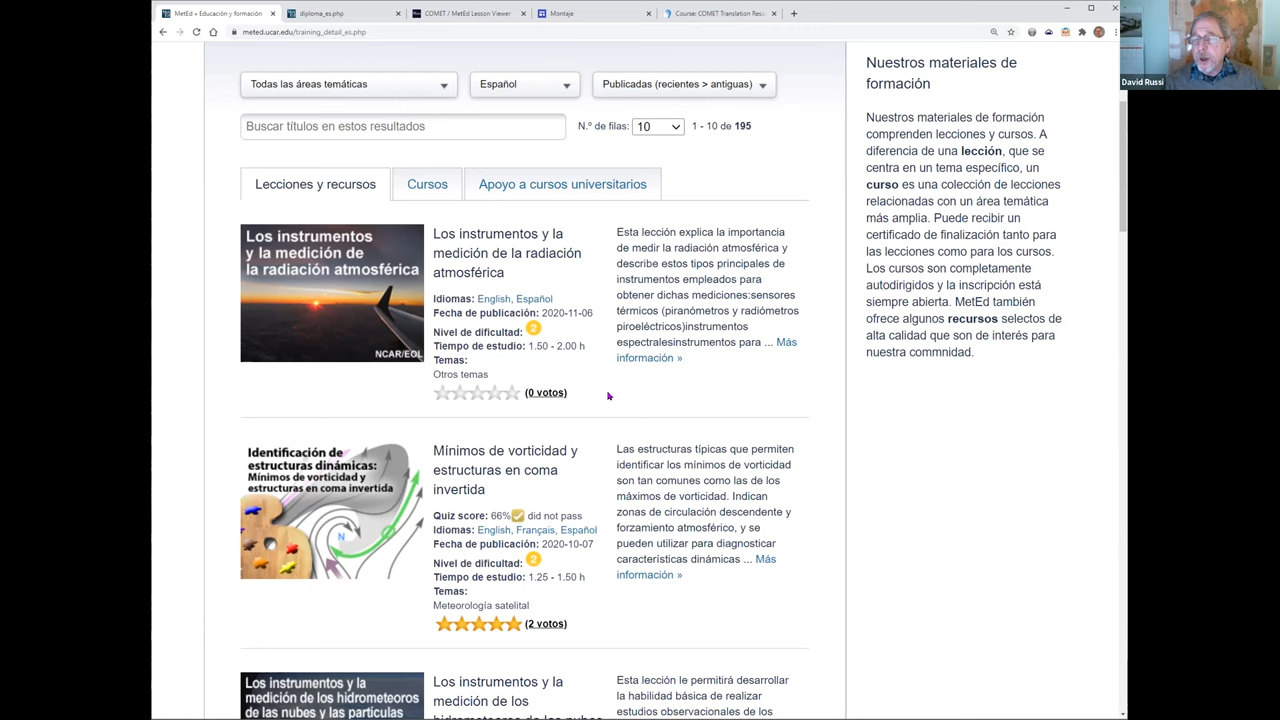 MetEd » Educación y formación
diploma_es.php
COMET / MetEd Lesson Viewer
Montaje
Course: COMET Translation Reso
meted.ucar.edu/training_detail_es.php
David Russi
Todas las áreas temáticas
Español
Publicadas (recientes > antiguas)
Buscar títulos en estos resultados
N.º de filas: 10 1 - 10 de 195
Lecciones y recursos
Cursos
Apoyo a cursos universitarios
Los instrumentos
y la medición de
la radiación atmosférica
NCAR/EOL
Los instrumentos y la
medición de la radiación
atmosférica
Idiomas: English, Español
Fecha de publicación: 2020-11-06
Nivel de dificultad: 2
Tiempo de estudio: 1.50 - 2.00 h
Temas:
Otros temas
(0 votos)
Esta lección explica la importancia
de medir la radiación atmosférica y
describe estos tipos principales de
instrumentos empleados para
obtener dichas mediciones:sensores
térmicos (piranómetros y radiómetros
piroeléctricos)instrumentos
espectralesinstrumentos para ... Más
información »
Identificación de
estructuras dinámicas:
Mínimos de vorticidad y
estructuras en coma invertida
N
Mínimos de vorticidad y
estructuras en coma
invertida
Quiz score: 66% did not pass
Idiomas: English, Français, Español
Fecha de publicación: 2020-10-07
Nivel de dificultad: 2
Tiempo de estudio: 1.25 - 1.50 h
Temas:
Meteorología satelital
(2 votos)
Las estructuras típicas que permiten
identificar los mínimos de vorticidad
son tan comunes como las de los
máximos de vorticidad. Indican
zonas de circulación descendente y
forzamiento atmosférico, y se
pueden utilizar para diagnosticar
características dinámicas ... Más
información »
Los instrumentos y la
medición de los hidrometeoros
de las nubes y las partículas
Los instrumentos y la
medición de los
hidrometeoros de las nubes
Esta lección le permitirá desarrollar
la habilidad básica de realizar
estudios observacionales de los
Nuestros materiales de
formación
Nuestros materiales de formación
comprenden lecciones y cursos. A
diferencia de una lección, que se
centra en un tema específico, un
curso es una colección de lecciones
relacionadas con un área temática
más amplia. Puede recibir un
certificado de finalización tanto para
las lecciones como para los cursos.
Los cursos son completamente
autodirigidos y la inscripción está
siempre abierta. MetEd también
ofrece algunos recursos selectos de
alta calidad que son de interés para
nuestra commnidad.